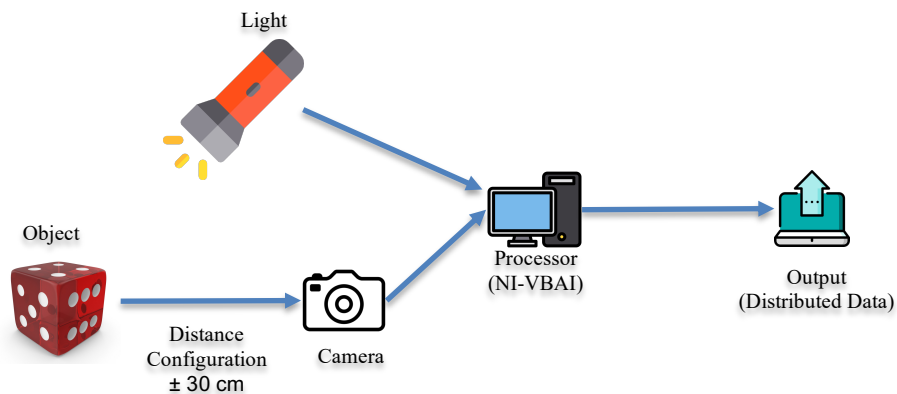 Light
Object
Distance
Configuration
± 30 cm
Camera
Processor
(NI-VBAI)
Output
(Distributed Data)